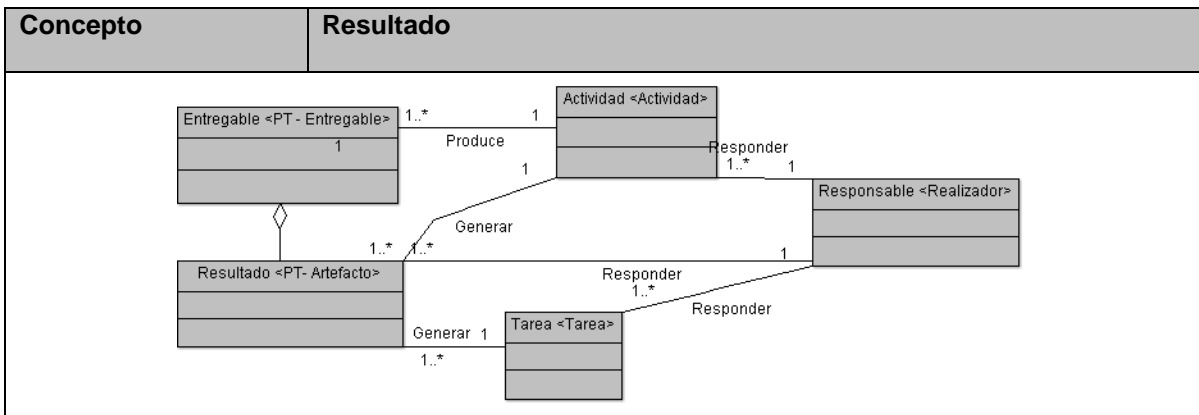 Concepto
Resultado
Entregable <PT - Entregable>
1
1..*
1
Produce
Actividad <Actividad>
Responder
1..*
1
1
Generar
Responsable <Realizador>
1..*
1..*
Resultado <PT- Artefacto>
1
Responder
1..*
Responder
Generar
1
1..*
Tarea <Tarea>